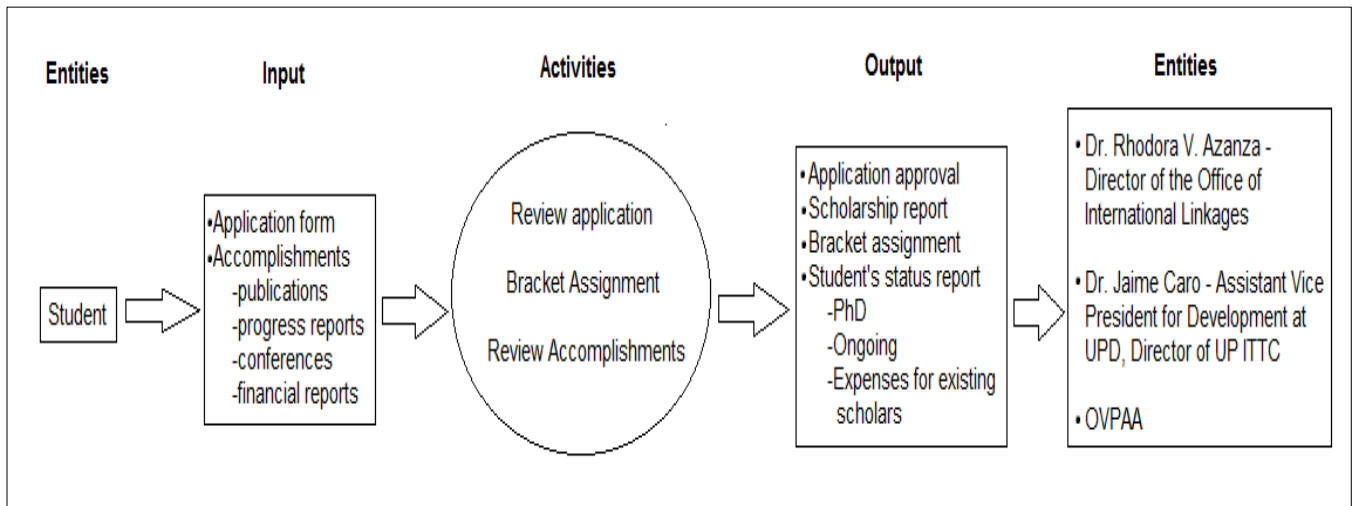 Entities
Input
Activities
Output
Entities
Student
•Application form
•Accomplishments
-publications
-progress reports
-conferences
-financial reports
Review application
Bracket Assignment
Review Accomplishments
•Application approval
•Scholarship report
•Bracket assignment
•Student's status report
-PhD
-Ongoing
-Expenses for existing
scholars
•Dr. Rhodora V. Azanza -
Director of the Office of
International Linkages
•Dr. Jaime Caro - Assistant Vice
President for Development at
UPD, Director of UP ITTC
•OVPAA